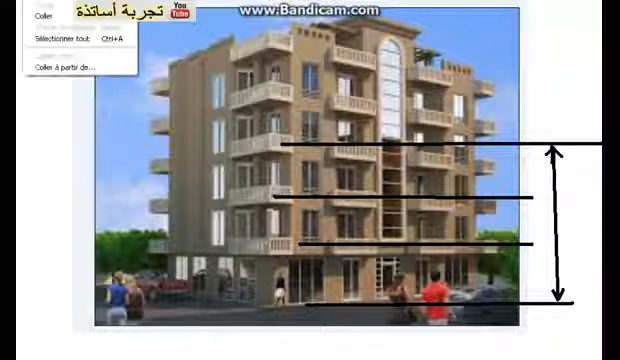 www.Bandicam.com
تجربة أساتذة
You Tube
Coller
Sélectionner tout Ctrl+A
Coller à partir de...